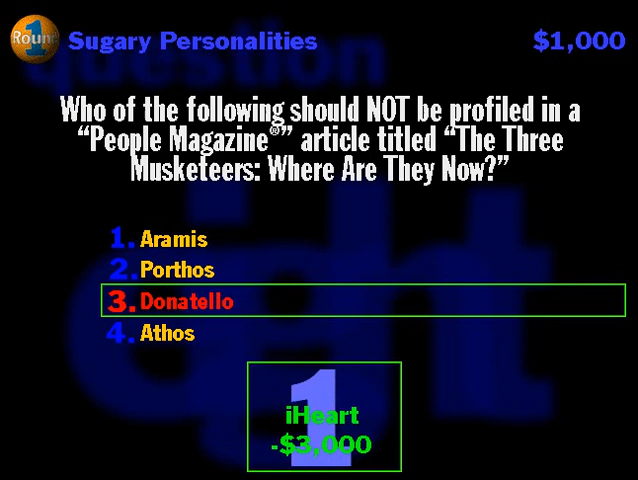 Round 1
Sugary Personalities
$1,000
question
Who of the following should NOT be profiled in a
“People Magazine®” article titled “The Three
Musketeers: Where Are They Now?”
1. Aramis
2. Porthos
3. Donatello
4. Athos
eight
1
iHeart
-$3,000